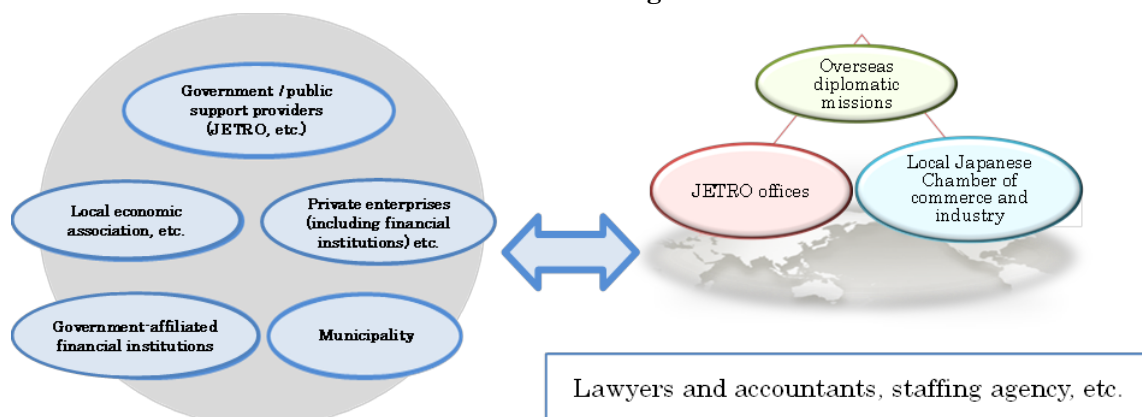 Government / public
support providers
(JETRO, etc.)
Local economic
association, etc.
Private enterprises
(including financial
institutions) etc.
Government-affiliated
financial institutions
Municipality
Overseas
diplomatic
missions
JETRO offices
Local Japanese
Chamber of
commerce and
industry
Lawyers and accountants, staffing agency, etc.